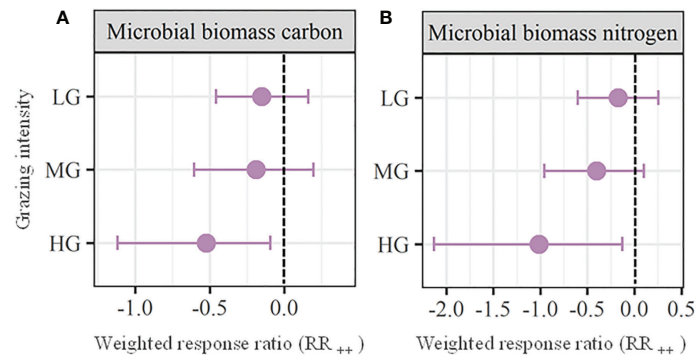 A
Microbial biomass carbon
Grazing intensity
LG
MG
HG
-1.0 -0.5 0.0
Weighted response ratio (RR ++)
B
Microbial biomass nitrogen
LG
MG
HG
-2.0 -1.5 -1.0 -0.5 0.0 0.5
Weighted response ratio (RR ++)